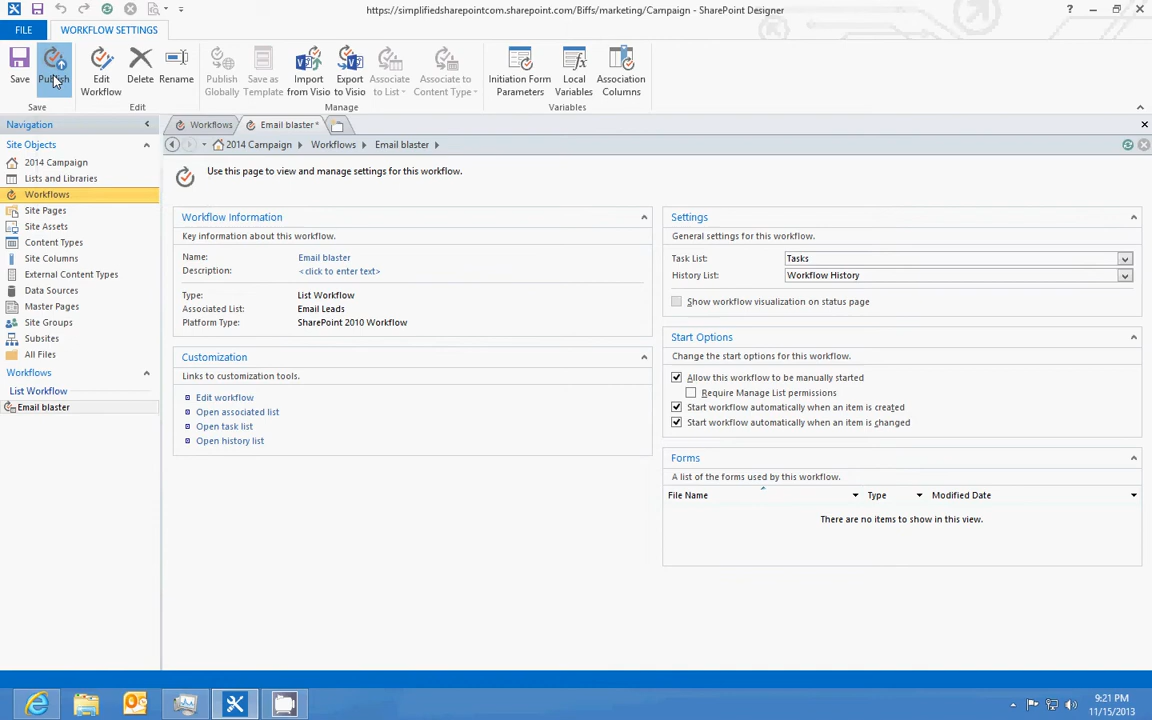 https://simplifiedsharepointcom.sharepoint.com/Biffs/marketing/Campaign - SharePoint Designer
FILE
WORKFLOW SETTINGS
Save
Publish
Edit Workflow
Delete
Rename
Publish Globally
Save as Template
Import from Visio
Export to Visio
Associate to List
Associate to Content Type
Initiation Form Parameters
Local Variables
Association Columns
Save
Edit
Manage
Variables
Navigation
Site Objects
2014 Campaign
Lists and Libraries
Workflows
Site Pages
Site Assets
Content Types
Site Columns
External Content Types
Data Sources
Master Pages
Site Groups
Subsites
All Files
Workflows
List Workflow
Email blaster
Workflows
Email blaster *
2014 Campaign
Workflows
Email blaster
Use this page to view and manage settings for this workflow.
Workflow Information
Key information about this workflow.
Name: Email blaster
Description: <click to enter text>
Type: List Workflow
Associated List: Email Leads
Platform Type: SharePoint 2010 Workflow
Customization
Links to customization tools.
Edit workflow
Open associated list
Open task list
Open history list
Settings
General settings for this workflow.
Task List: Tasks
History List: Workflow History
Show workflow visualization on status page
Start Options
Change the start options for this workflow.
Allow this workflow to be manually started
Require Manage List permissions
Start workflow automatically when an item is created
Start workflow automatically when an item is changed
Forms
A list of the forms used by this workflow.
File Name Type Modified Date
There are no items to show in this view.
9:21 PM
11/15/2013